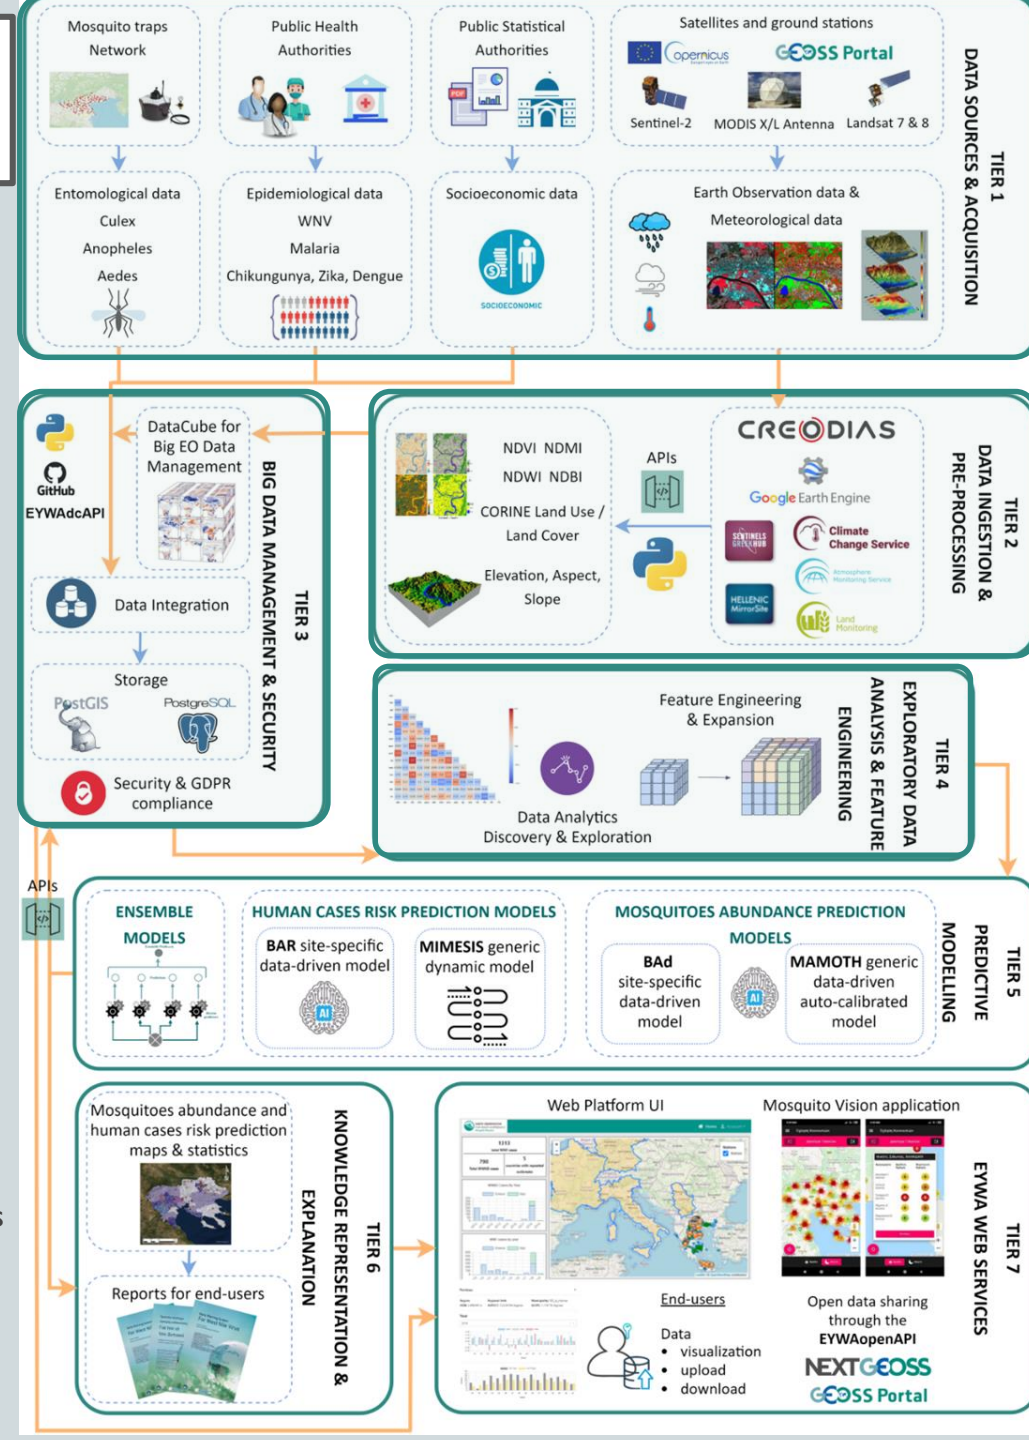 Mosquito traps
Network
Public Health
Authorities
Public Statistical
Authorities
PDF
Satellites and ground stations
opernicus
GEOSS Portal
Sentinel-2
MODIS X/L Antenna
Landsat 7 & 8
Entomological data
Culex
Anopheles
Aedes
Epidemiological data
WNV
Malaria
Chikungunya, Zika, Dengue
Socioeconomic data
SOCIOECONOMIC
Earth Observation data &
Meteorological data
TIER 1
DATA SOURCES & ACQUISITION
GitHub
EYWAdcAPI
DataCube for
Big EO Data
Management
Data Integration
Storage
PostGIS
PostgreSQL
Security & GDPR
compliance
TIER 3
BIG DATA MANAGEMENT & SECURITY
NDVI NDMI
NDWI NDBI
CORINE Land Use /
Land Cover
Elevation, Aspect,
Slope
APIs
CREODIAS
Google Earth Engine
SENTINELS
GREEK HUB
Climate
Change Service
Atmosphere
Monitoring Service
HELLENIC
MirrorSite
Land
Monitoring
TIER 2
DATA INGESTION &
PRE-PROCESSING
Feature Engineering
& Expansion
Data Analytics
Discovery & Exploration
TIER 4
EXPLORATORY DATA
ANALYSIS & FEATURE
ENGINEERING
APIs
ENSEMBLE
MODELS
HUMAN CASES RISK PREDICTION MODELS
BAR site-specific
data-driven model
AI
MIMESIS generic
dynamic model
MOSQUITOES ABUNDANCE PREDICTION
MODELS
BAd
site-specific
data-driven
model
AI
MAMOTH generic
data-driven
auto-calibrated
model
TIER 5
PREDICTIVE
MODELLING
Mosquitoes abundance and
human cases risk prediction
maps & statistics
Reports for end-users
TIER 6
KNOWLEDGE REPRESENTATION &
EXPLANATION
s
Web Platform UI
Mosquito Vision application
End-users
Data
• visualization
• upload
• download
Open data sharing
through the
EYWAopenAPI
NEXTGEOSS
GEOSS Portal
TIER 7
EYWA WEB SERVICES